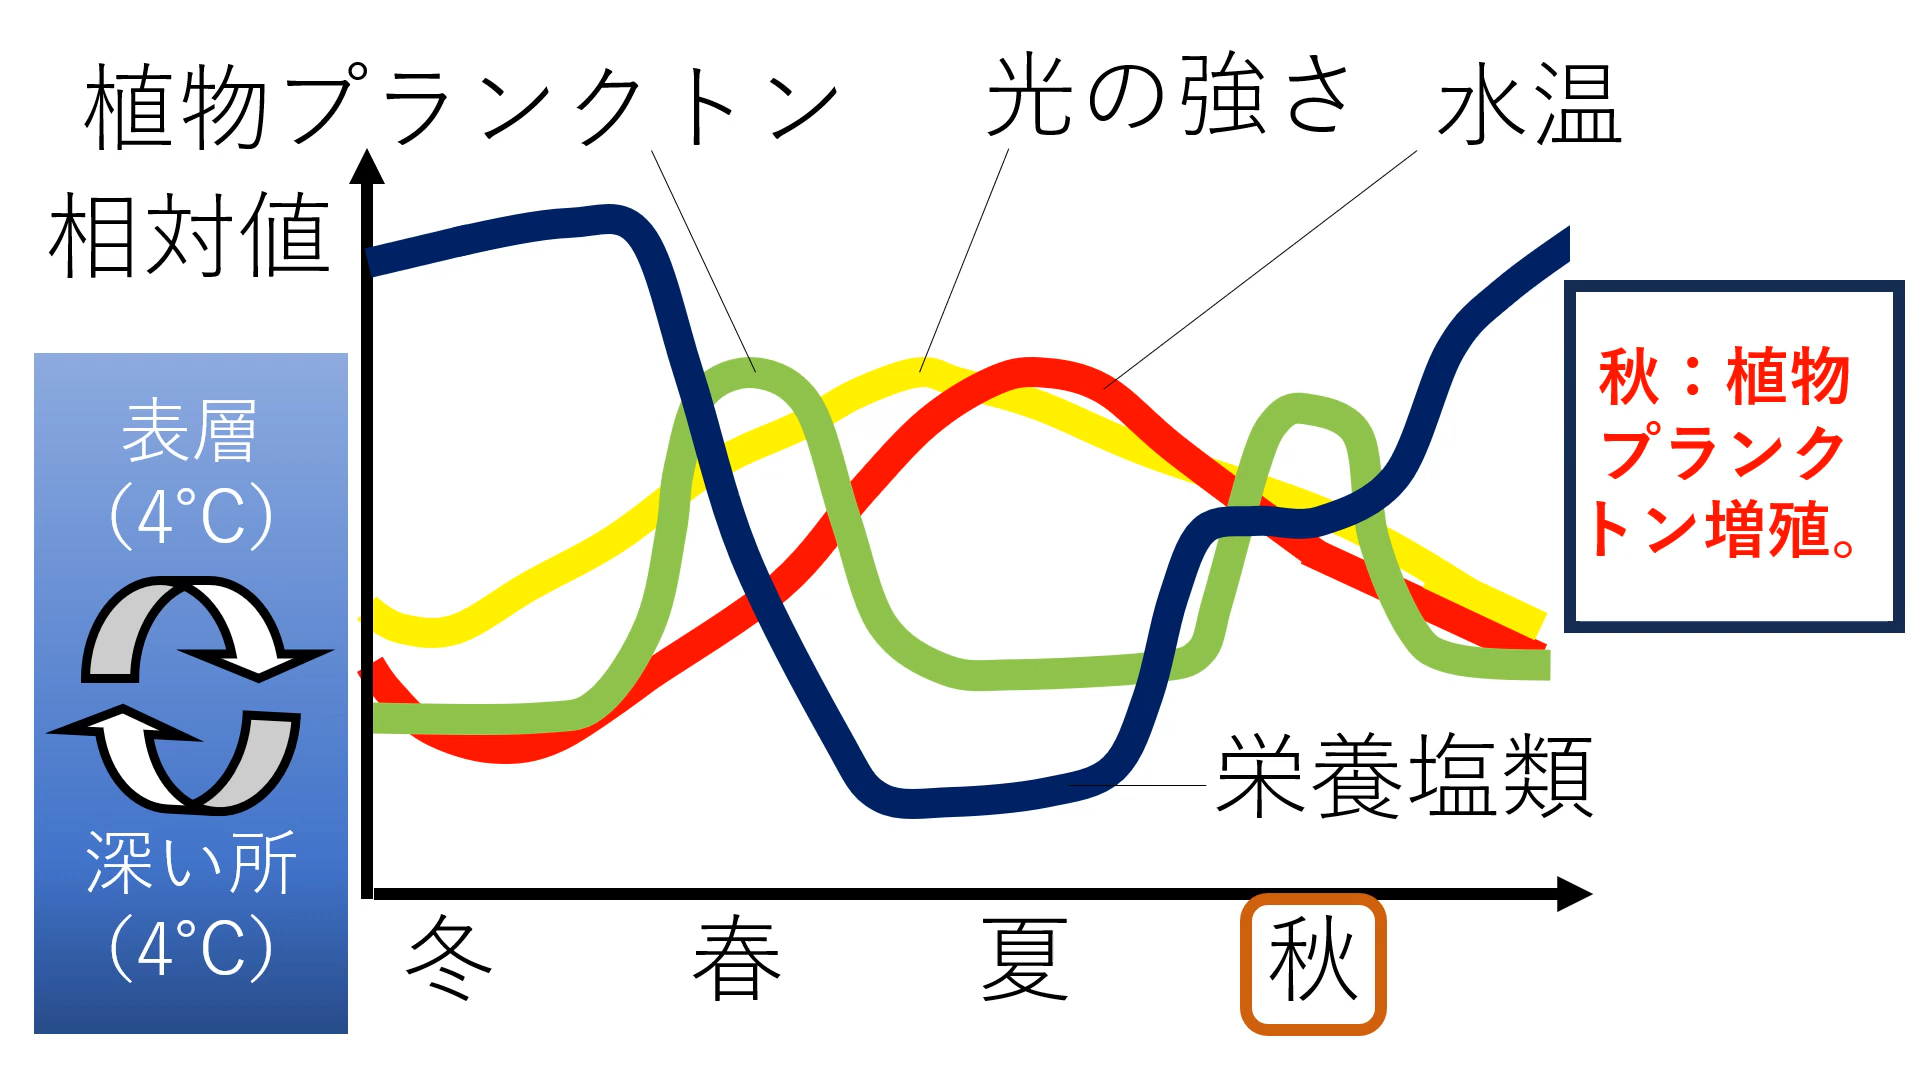 植物プランクトン
光の強さ
水温
相対値
表層
（4℃）
深い所
（4℃）
秋：植物
プランク
トン増殖。
栄養塩類
冬
春
夏
秋